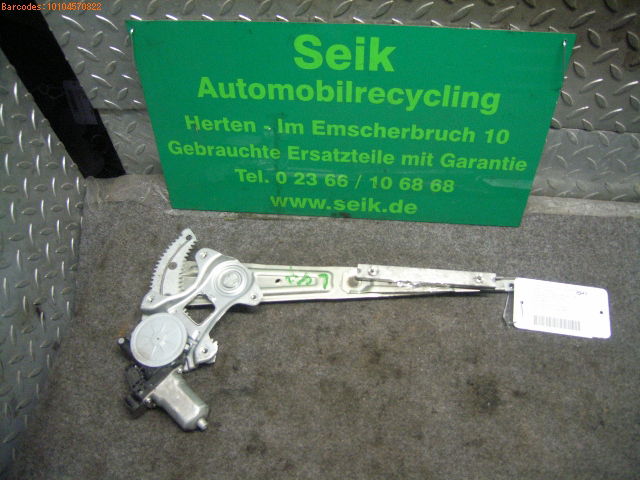 Barcodes:10104570822
Seik
Automobilrecycling
Herten - Im Emscherbruch 10
Gebrauchte Ersatzteile mit Garantie
Tel. 0 23 66 / 10 68 68
www.seik.de